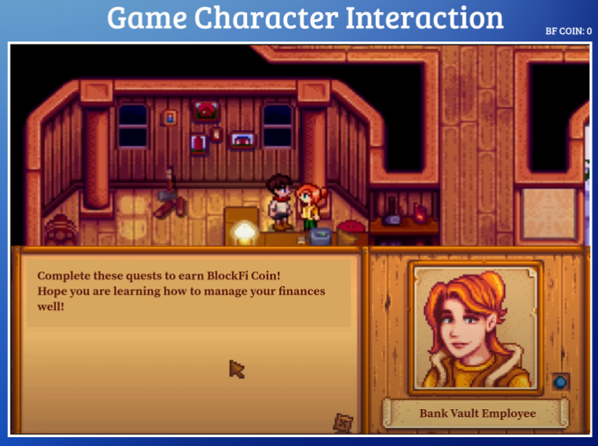 Game Character Interaction
BF COIN: 0
Complete these quests to earn BlockFi Coin!
Hope you are learning how to manage your finances
well!
Bank Vault Employee